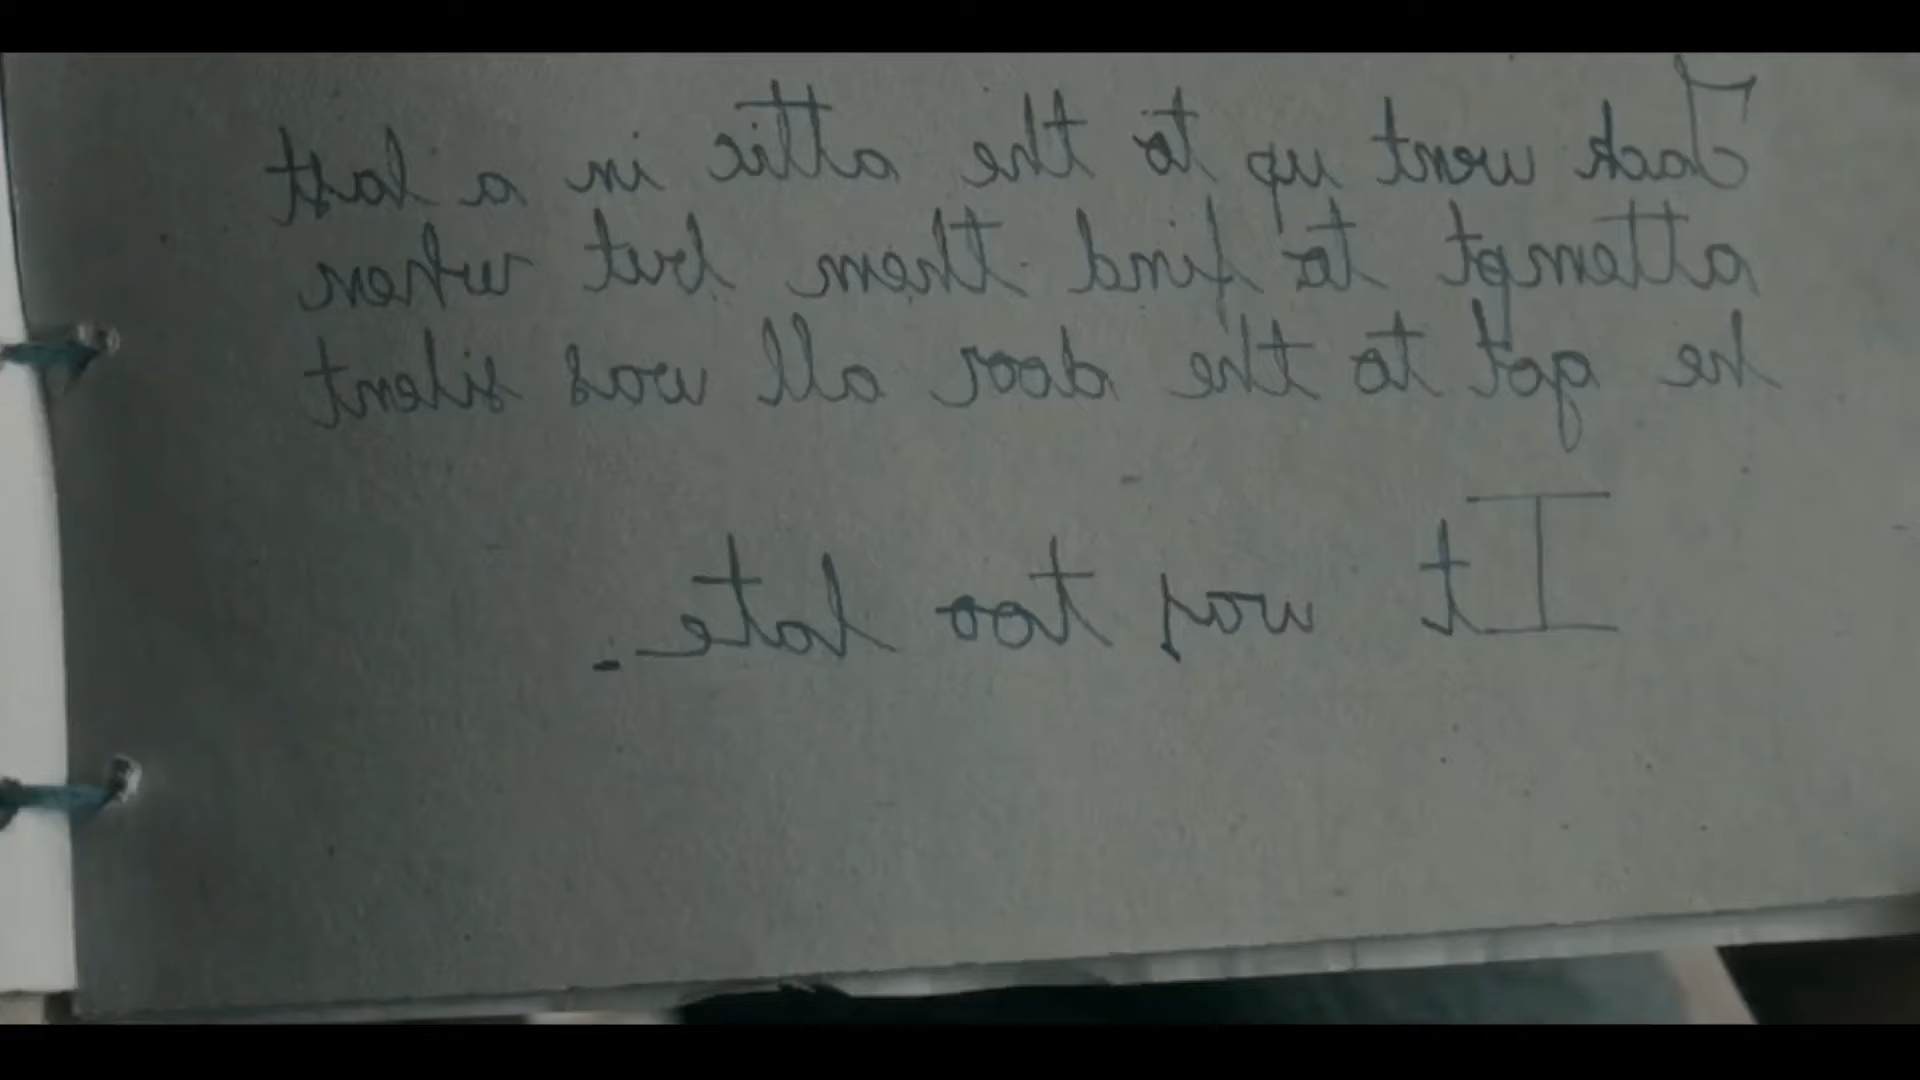 Jack went up to the attic in a last
attempt to find them but when
he got to the door all was silent
It was too late.